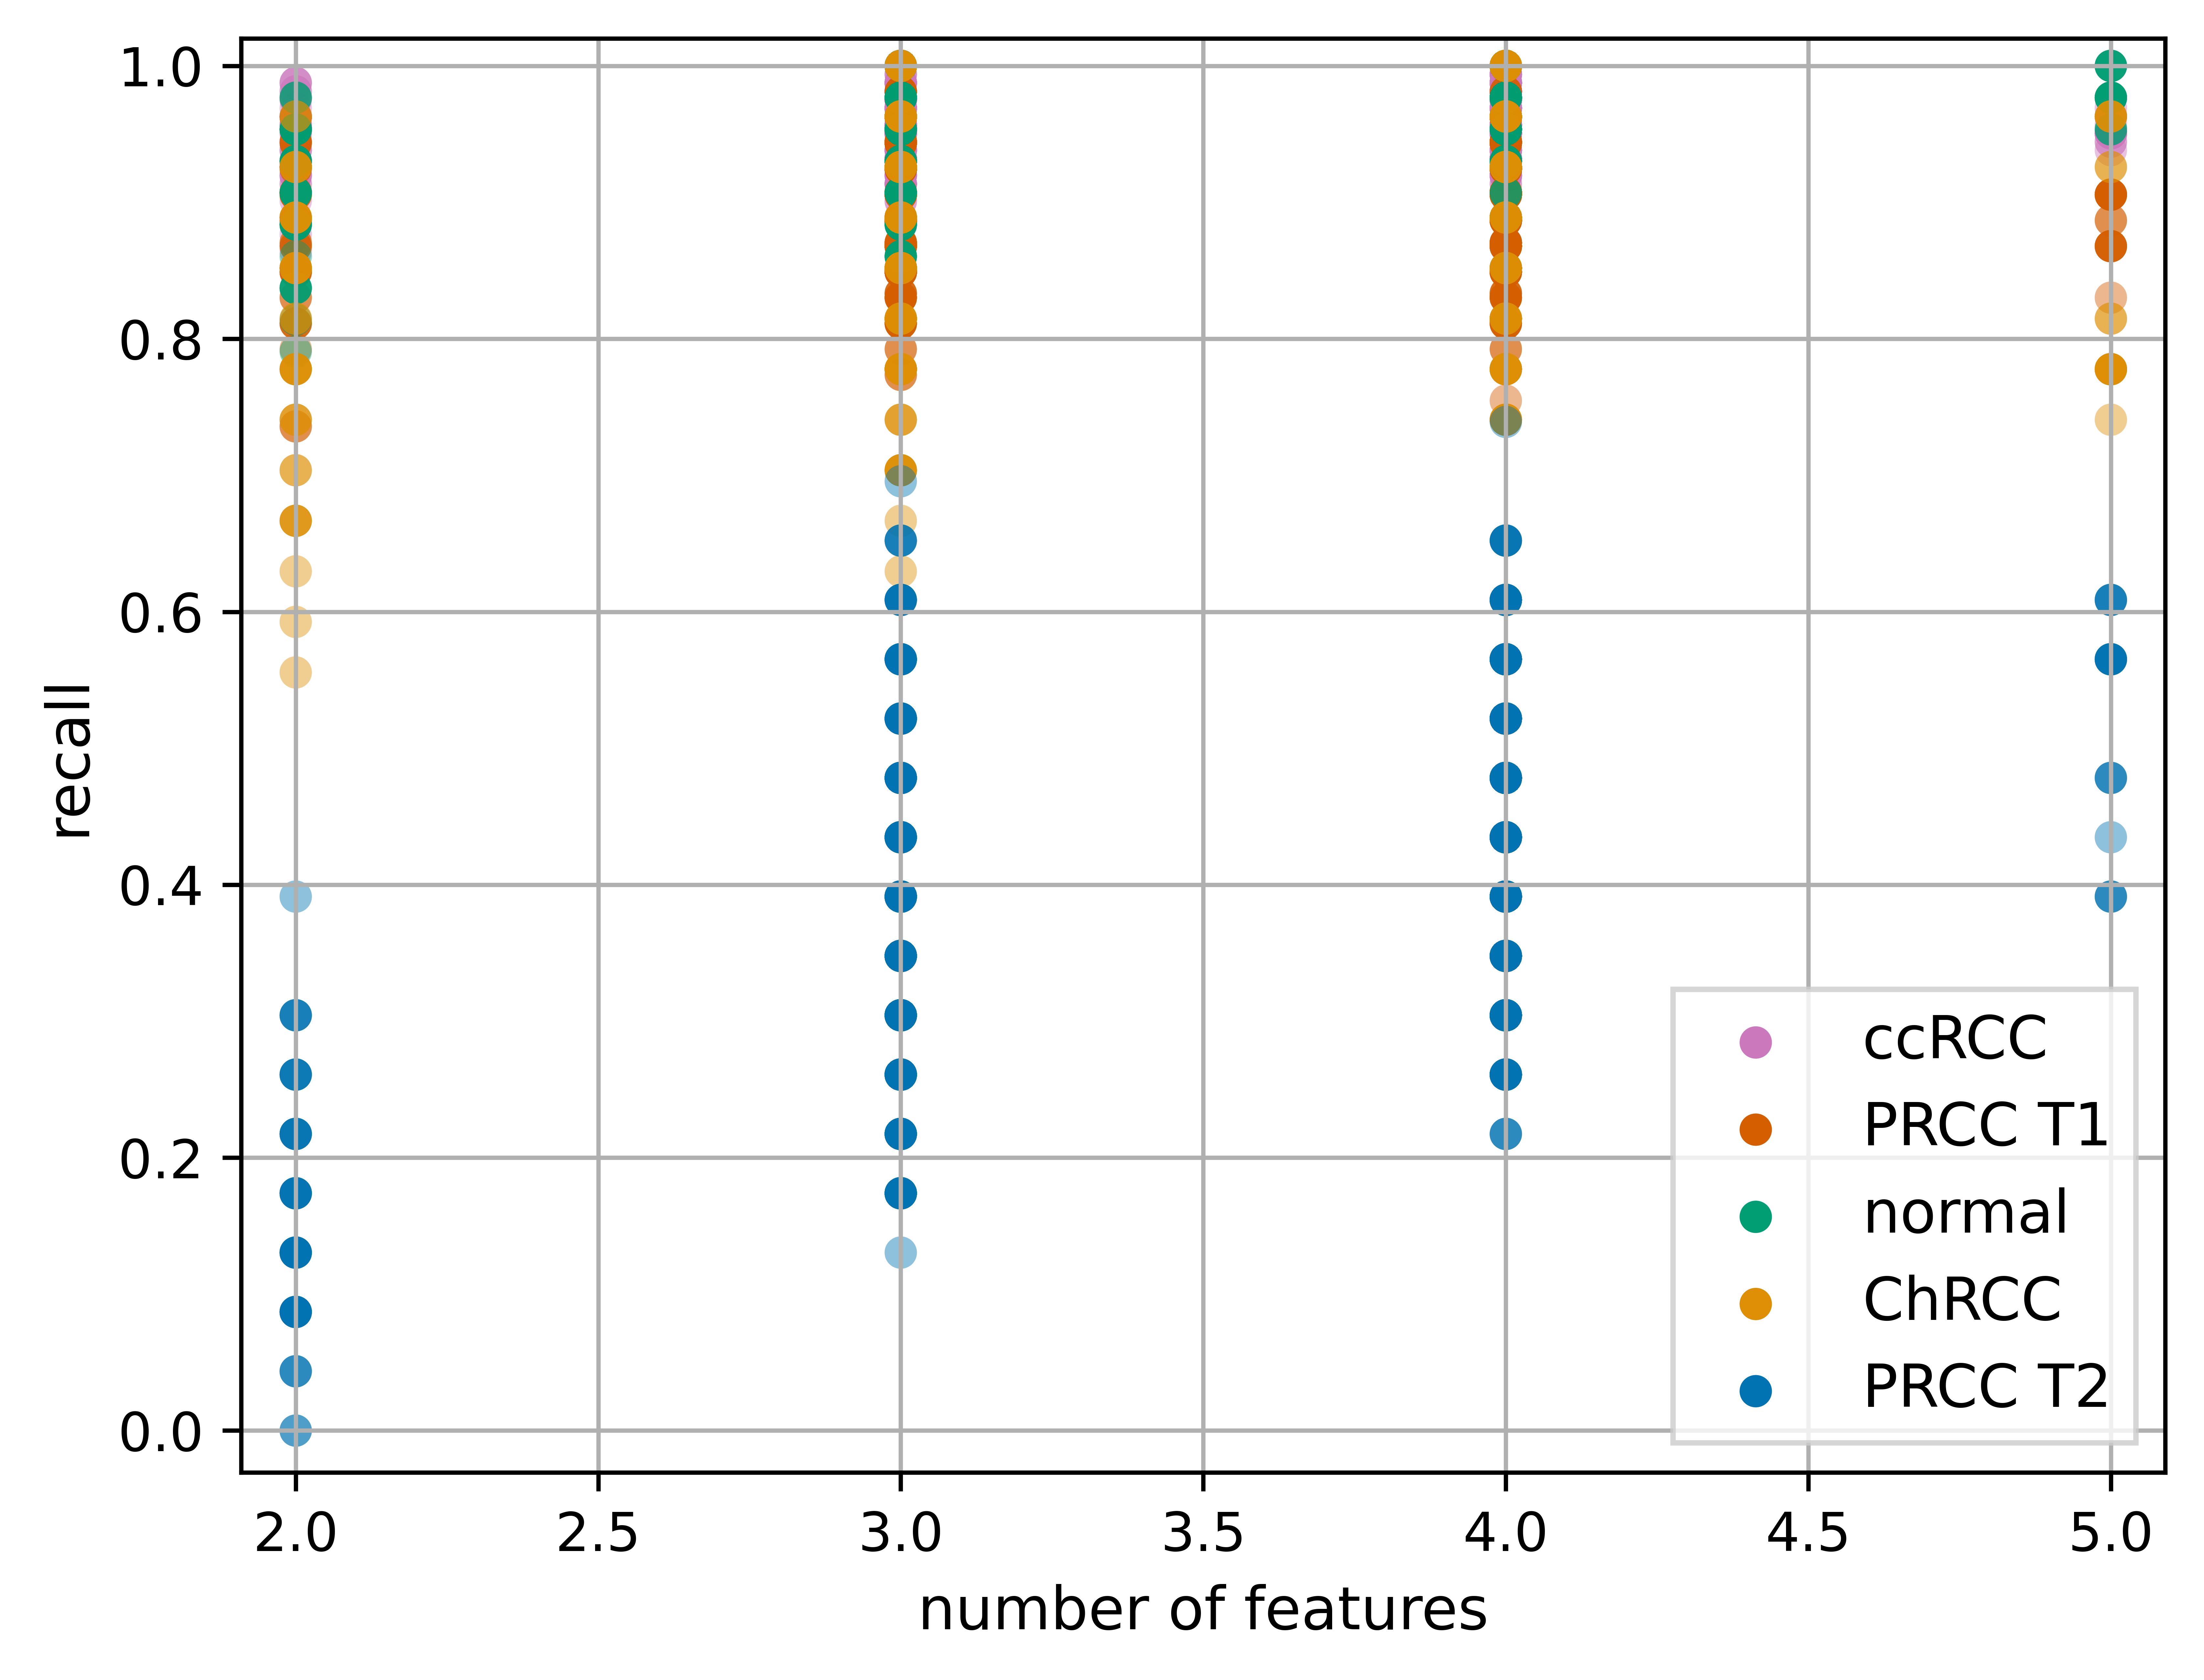 1.0
0.8
0.6
0.4
0.2
0.0
recall
2.0 2.5 3.0 3.5 4.0 4.5 5.0
number of features
ccRCC
PRCC T1
normal
ChRCC
PRCC T2